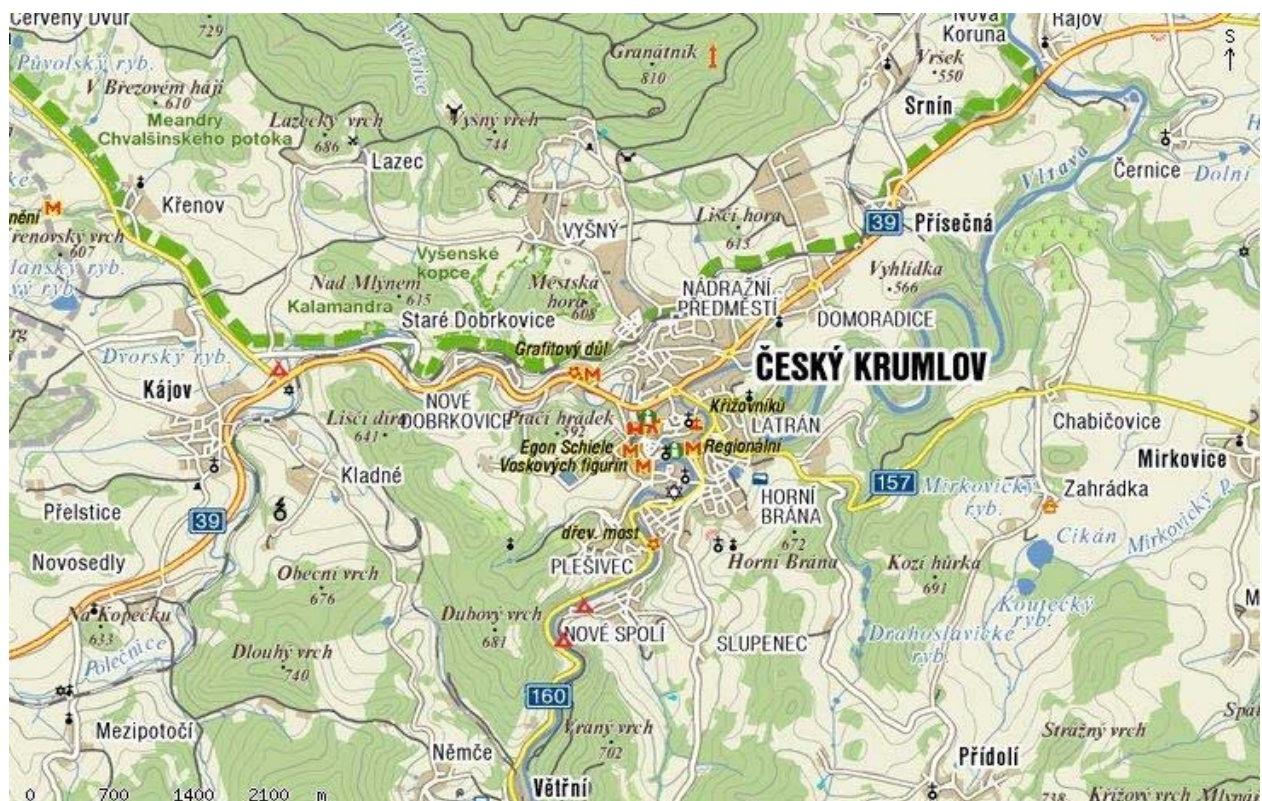 Červený Dvůr
729
Půvolský ryb.
V Březovém háji
610
Meandry
Chvalšinského potoka
Lazecký vrch
686
Lazec
Vyšný vrch
744
Granátník
810
Nová
Koruna
Rájov
S
Vršek
550
Srnín
Křenov
nění
607
VYŠNÝ
Liščí hora
613
39
Přísečná
Vltava
Černice
Dolní
Vyšenské
kopce
Nad Mlýnem
615
Kalamandra
Městská
hora
608
NÁDRAŽNÍ
PŘEDMĚSTÍ
Vyhlídka
566
Staré Dobrkovice
DOMORADICE
Dvorský ryb.
Grafitový důl
ČESKÝ KRUMLOV
Kájov
NOVÉ
DOBRKOVICE
Liščí díra
641
Ptačí hrádek
592
Křižovníků
LATRÁN
Chabičovice
Egon Schiele
Regionální
Voskových figurin
Mirkovice
Kladné
157
Mirkovický
ryb.
Zahrádka
Přelstice
39
HORNÍ
BRÁNA
672
Cikán
Mirkovický p.
dřev. most
Novosedly
PLEŠIVEC
Horní Brána
Kozí hůrka
691
Obecní vrch
676
Na Kopečku
633
Dubový vrch
681
Koutecký
ryb.
NOVÉ SPOLÍ
SLUPENEC
Drahoslavické
ryb.
Polečnice
Dlouhý vrch
740
160
Mezipotočí
Vraný vrch
702
Strážný vrch
Němče
Přídolí
Větřní
738
Křížový vrch
0 700 1400 2100 m